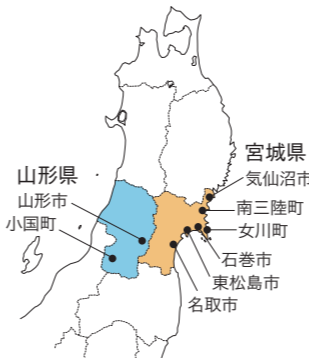 宮城県
山形県
気仙沼市
山形市
南三陸町
小国町
女川町
石巻市
東松島市
名取市